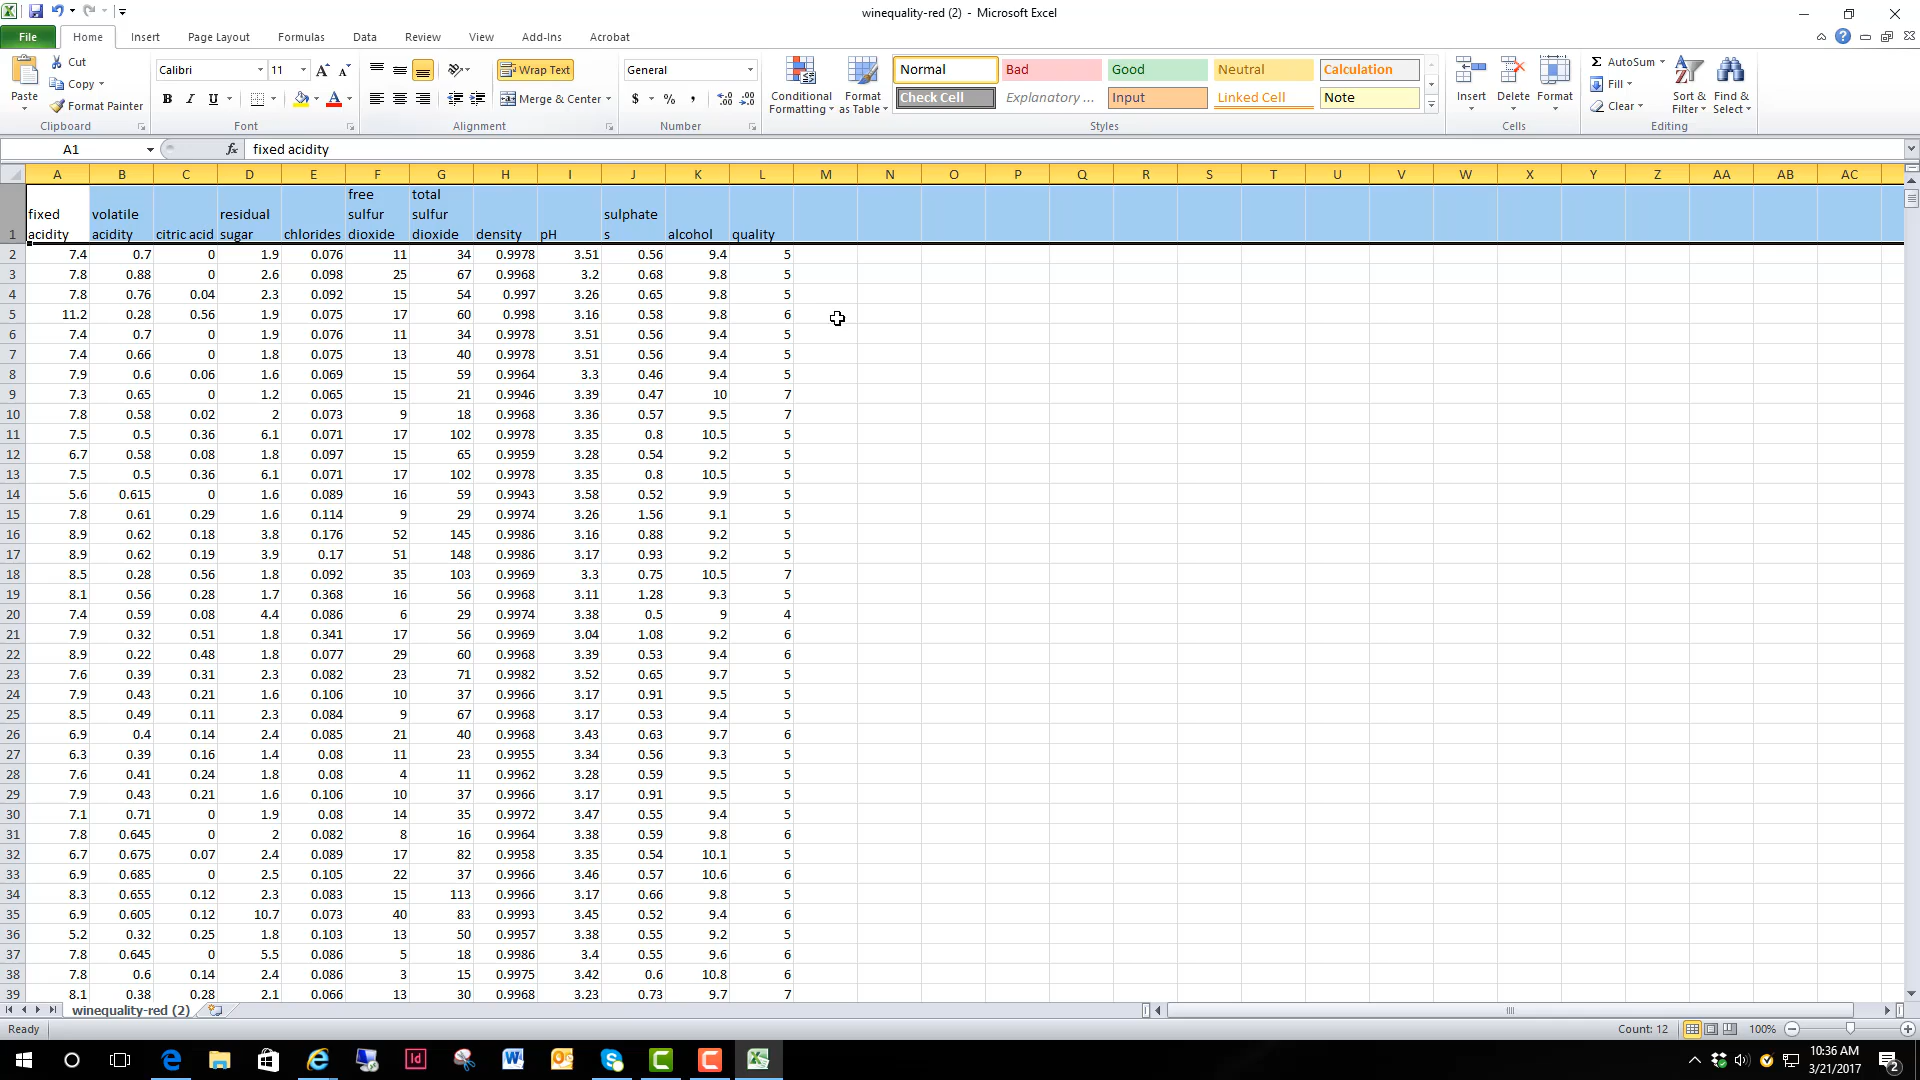 winequality-red (2) - Microsoft Excel
File Home Insert Page Layout Formulas Data Review View Add-Ins Acrobat
Paste
Cut
Copy
Format Painter
Clipboard
Calibri 11
B I U
Font
Wrap Text
Merge & Center
Alignment
General
$ % ,
Number
Conditional Formatting
Format as Table
Normal Bad Good Neutral Calculation
Check Cell Explanatory ... Input Linked Cell Note
Styles
Insert Delete Format
Cells
Σ AutoSum
Fill
Clear
Sort & Filter
Find & Select
Editing
A1 fx fixed acidity
A B C D E F G H I J K L M N O P Q R S T U V W X Y Z AA AB AC
1 fixed acidity volatile acidity citric acid residual sugar chlorides free sulfur dioxide total sulfur dioxide density pH sulphates alcohol quality
2 7.4 0.7 0 1.9 0.076 11 34 0.9978 3.51 0.56 9.4 5
3 7.8 0.88 0 2.6 0.098 25 67 0.9968 3.2 0.68 9.8 5
4 7.8 0.76 0.04 2.3 0.092 15 54 0.997 3.26 0.65 9.8 5
5 11.2 0.28 0.56 1.9 0.075 17 60 0.998 3.16 0.58 9.8 6
6 7.4 0.7 0 1.9 0.076 11 34 0.9978 3.51 0.56 9.4 5
7 7.4 0.66 0 1.8 0.075 13 40 0.9978 3.51 0.56 9.4 5
8 7.9 0.6 0.06 1.6 0.069 15 59 0.9964 3.3 0.46 9.4 5
9 7.3 0.65 0 1.2 0.065 15 21 0.9946 3.39 0.47 10 7
10 7.8 0.58 0.02 2 0.073 9 18 0.9968 3.36 0.57 9.5 7
11 7.5 0.5 0.36 6.1 0.071 17 102 0.9978 3.35 0.8 10.5 5
12 6.7 0.58 0.08 1.8 0.097 15 65 0.9959 3.28 0.54 9.2 5
13 7.5 0.5 0.36 6.1 0.071 17 102 0.9978 3.35 0.8 10.5 5
14 5.6 0.615 0 1.6 0.089 16 59 0.9943 3.58 0.52 9.9 5
15 7.8 0.61 0.29 1.6 0.114 9 29 0.9974 3.26 1.56 9.1 5
16 8.9 0.62 0.18 3.8 0.176 52 145 0.9986 3.16 0.88 9.2 5
17 8.9 0.62 0.19 3.9 0.17 51 148 0.9986 3.17 0.93 9.2 5
18 8.5 0.28 0.56 1.8 0.092 35 103 0.9969 3.3 0.75 10.5 7
19 8.1 0.56 0.28 1.7 0.368 16 56 0.9968 3.11 1.28 9.3 5
20 7.4 0.59 0.08 4.4 0.086 6 29 0.9974 3.38 0.5 9 4
21 7.9 0.32 0.51 1.8 0.341 17 56 0.9969 3.04 1.08 9.2 6
22 8.9 0.22 0.48 1.8 0.077 29 60 0.9968 3.39 0.53 9.4 6
23 7.6 0.39 0.31 2.3 0.082 23 71 0.9982 3.52 0.65 9.7 5
24 7.9 0.43 0.21 1.6 0.106 10 37 0.9966 3.17 0.91 9.5 5
25 8.5 0.49 0.11 2.3 0.084 9 67 0.9968 3.17 0.53 9.4 5
26 6.9 0.4 0.14 2.4 0.085 21 40 0.9968 3.43 0.63 9.7 6
27 6.3 0.39 0.16 1.4 0.08 11 23 0.9955 3.34 0.56 9.3 5
28 7.6 0.41 0.24 1.8 0.08 4 11 0.9962 3.28 0.59 9.5 5
29 7.9 0.43 0.21 1.6 0.106 10 37 0.9966 3.17 0.91 9.5 5
30 7.1 0.71 0 1.9 0.08 14 35 0.9972 3.47 0.55 9.4 5
31 7.8 0.645 0 2 0.082 8 16 0.9964 3.38 0.59 9.8 6
32 6.7 0.675 0.07 2.4 0.089 17 82 0.9958 3.35 0.54 10.1 5
33 6.9 0.685 0 2.5 0.105 22 37 0.9966 3.46 0.57 10.6 6
34 8.3 0.655 0.12 2.3 0.083 15 113 0.9966 3.17 0.66 9.8 5
35 6.9 0.605 0.12 10.7 0.073 40 83 0.9993 3.45 0.52 9.4 6
36 5.2 0.32 0.25 1.8 0.103 13 50 0.9957 3.38 0.55 9.2 5
37 7.8 0.645 0 5.5 0.086 5 18 0.9986 3.4 0.55 9.6 6
38 7.8 0.6 0.14 2.4 0.086 3 15 0.9975 3.42 0.6 10.8 6
39 8.1 0.38 0.28 2.1 0.066 13 30 0.9968 3.23 0.73 9.7 7
winequality-red (2)
Ready Count: 12 100%
10:36 AM
3/21/2017
2